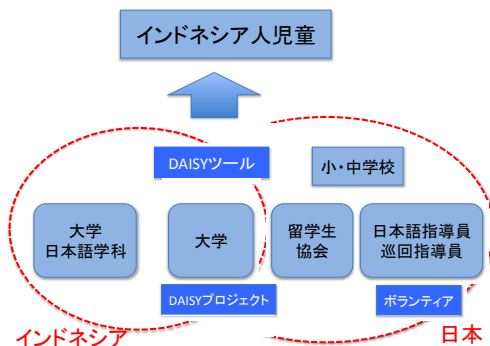 インドネシア人児童
DAISYツール
小・中学校
大学
日本語学科
大学
留学生
協会
日本語指導員
巡回指導員
DAISYプロジェクト
ボランティア
インドネシア
日本